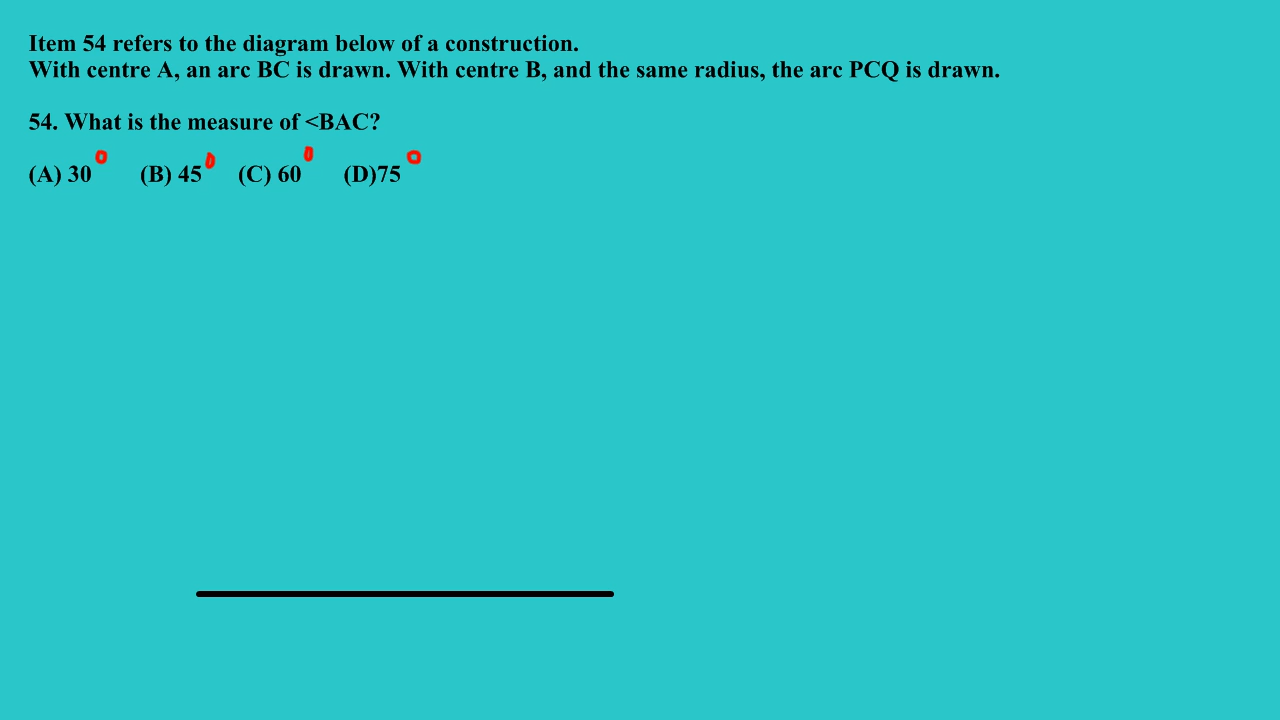 Item 54 refers to the diagram below of a construction.
With centre A, an arc BC is drawn. With centre B, and the same radius, the arc PCQ is drawn.
54. What is the measure of <BAC?
(A) 30° (B) 45° (C) 60° (D)75°